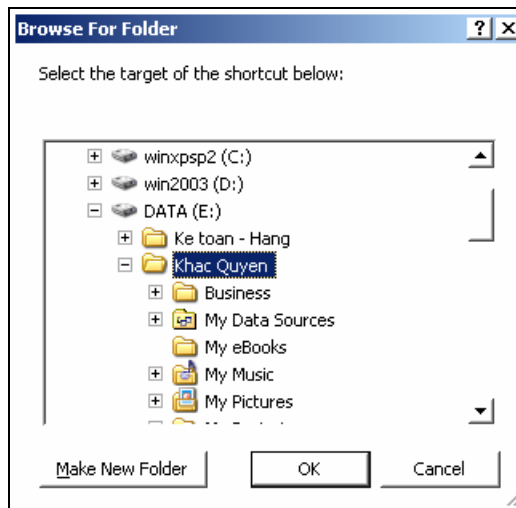 Browse For Folder
Select the target of the shortcut below:
winxpsp2 (C:)
win2003 (D:)
DATA (E:)
Ke toan - Hang
Khac Quyen
Business
My Data Sources
My eBooks
My Music
My Pictures
Make New Folder OK Cancel